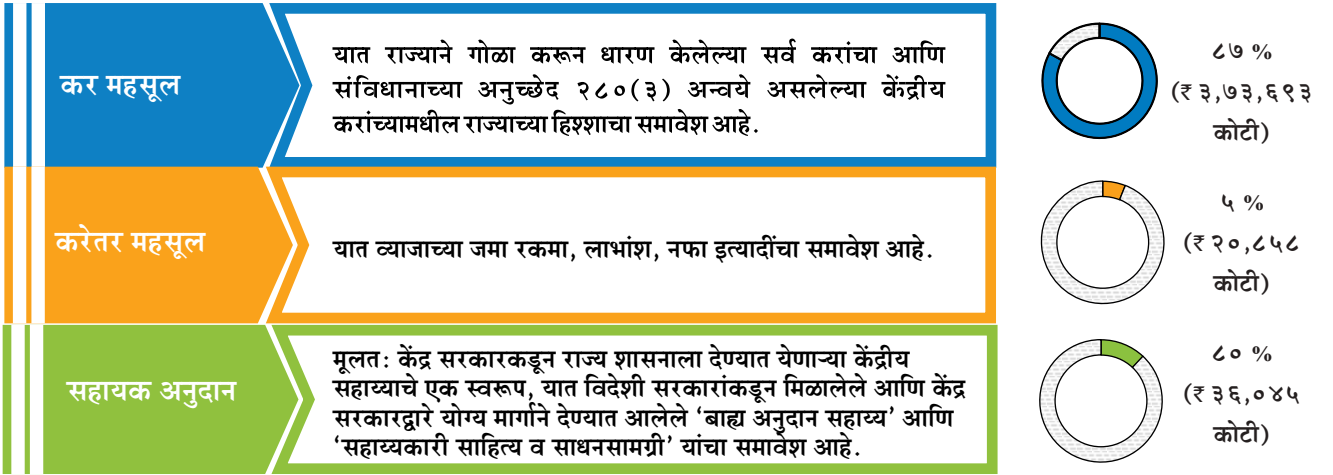 कर महसूल
यात राज्याने गोळा करून धारण केलेल्या सर्व करांचा आणि
संविधानाच्या अनुच्छेद २८०(३) अन्वये असलेल्या केंद्रीय
करांच्यामधील राज्याच्या हिश्शाचा समावेश आहे.
८७ %
(₹ ३,७३,६९३
कोटी)
करेतर महसूल
यात व्याजाच्या जमा रकमा, लाभांश, नफा इत्यादींचा समावेश आहे.
५ %
(₹ २०,८५८
कोटी)
सहायक अनुदान
मूलत: केंद्र सरकारकडून राज्य शासनाला देण्यात येणाऱ्या केंद्रीय
सहाय्याचे एक स्वरूप, यात विदेशी सरकारांकडून मिळालेले आणि केंद्र
सरकारद्वारे योग्य मार्गाने देण्यात आलेले ‘बाह्य अनुदान सहाय्य’ आणि
‘सहाय्यकारी साहित्य व साधनसामग्री’ यांचा समावेश आहे.
८० %
(₹ ३६,०४५
कोटी)